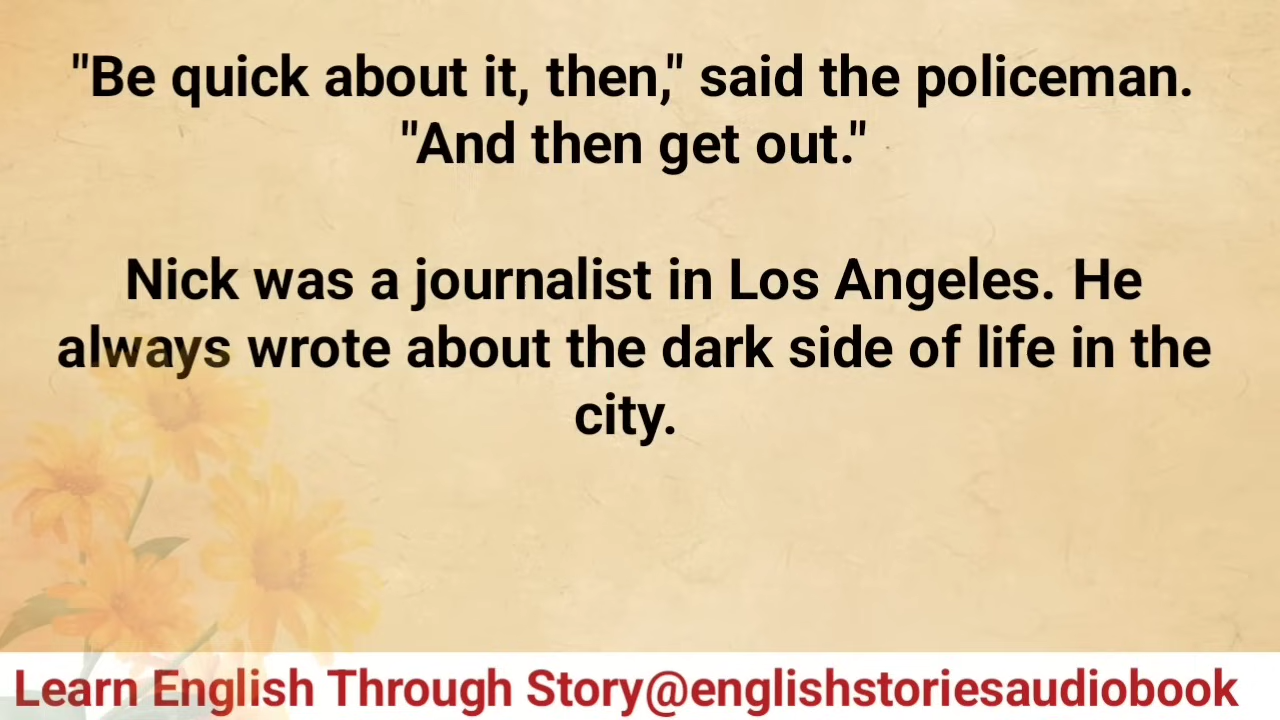 "Be quick about it, then," said the policeman.
"And then get out."
Nick was a journalist in Los Angeles. He
always wrote about the dark side of life in the
city.
Learn English Through Story@englishstoriesaudiobook